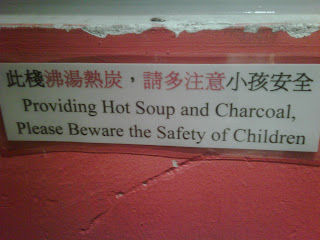 此棧沸湯熱炭，請多注意小孩安全
Providing Hot Soup and Charcoal,
Please Beware the Safety of Children